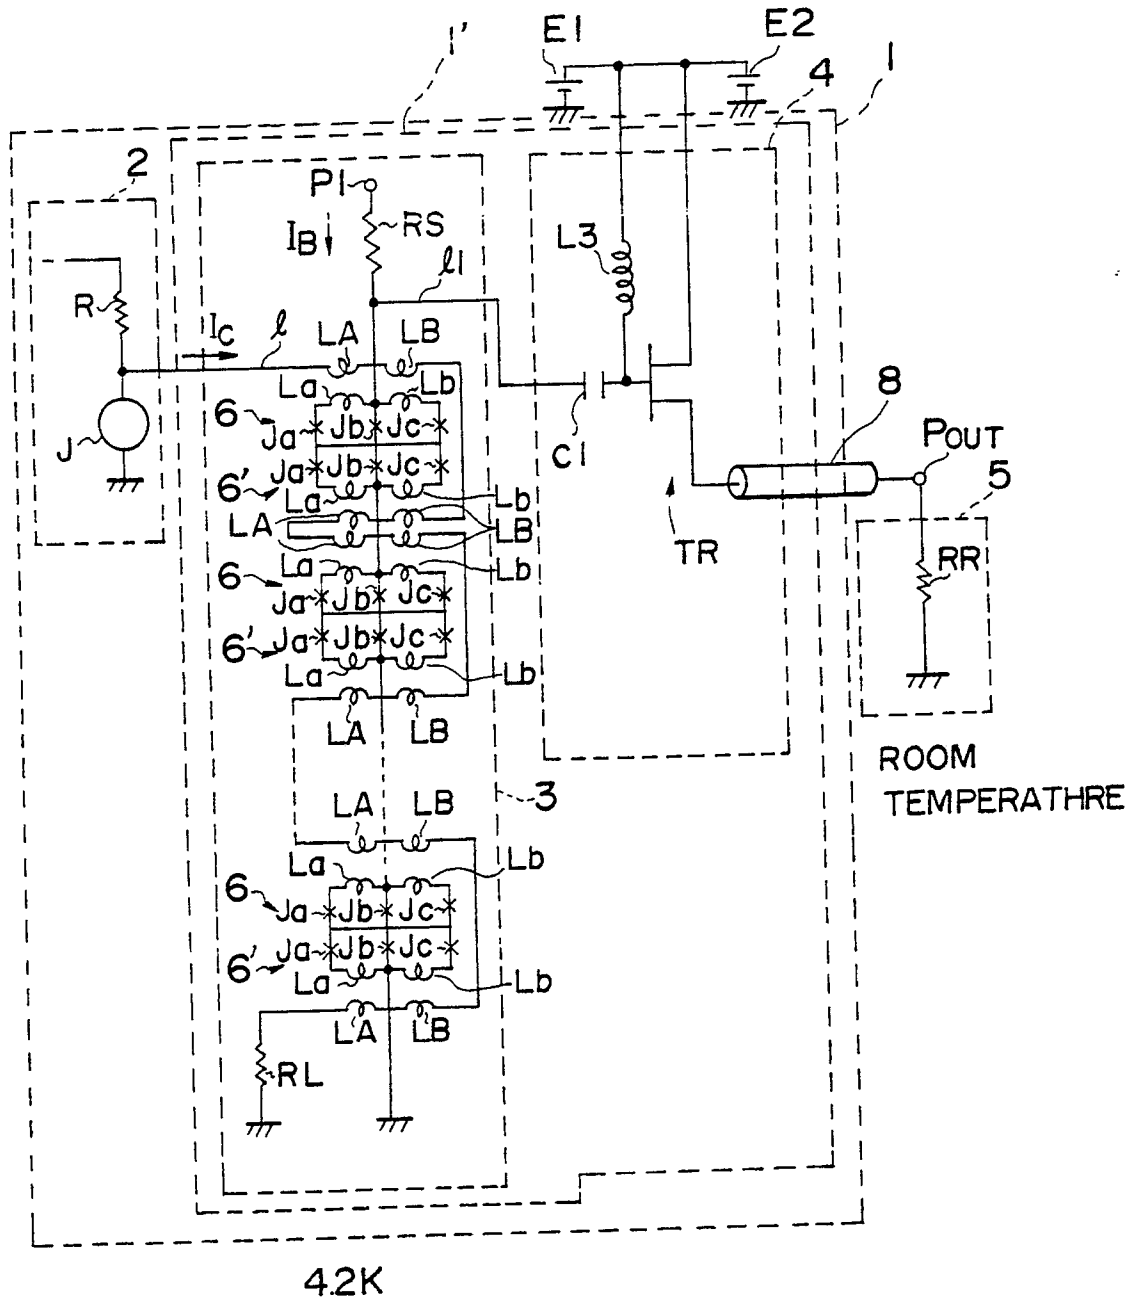 E1
E2
1'
1
4
2
P1
RS
IB
L3
l1
R
IC
l
LA
LB
La
Lb
8
6
Ja
Jb
Jc
POUT
J
C1
Ja
Jb
Jc
6'
La
Lb
5
LA
LB
TR
RR
La
Lb
6
Ja
Jb
Jc
6'
Ja
Jb
Jc
La
Lb
LA
LB
ROOM
TEMPERATHRE
3
LA
LB
La
Lb
6
Ja
Jb
Jc
6'
Ja
Jb
Jc
La
Lb
LA
LB
RL
4.2K